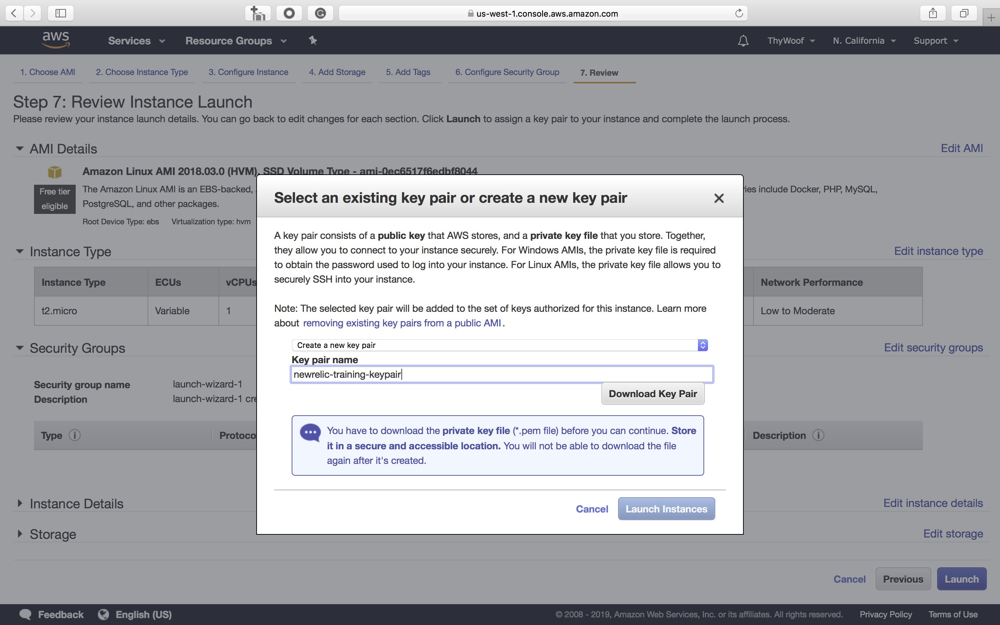 us-west-1.console.aws.amazon.com
aws Services Resource Groups ThyWoof N. California Support
1. Choose AMI 2. Choose Instance Type 3. Configure Instance 4. Add Storage 5. Add Tags 6. Configure Security Group 7. Review
Step 7: Review Instance Launch
Please review your instance launch details. You can go back to edit changes for each section. Click Launch to assign a key pair to your instance and complete the launch process.
AMI Details Edit AMI
Amazon Linux AMI 2018.03.0 (HVM), SSD Volume Type - ami-0ec6517f6edbf8044
Free tier eligible
The Amazon Linux AMI is an EBS-backed, ries include Docker, PHP, MySQL,
PostgreSQL, and other packages.
Root Device Type: ebs Virtualization type: hvm
Instance Type Edit instance type
Instance Type ECUs vCPUs Network Performance
t2.micro Variable 1 Low to Moderate
Security Groups Edit security groups
Security group name launch-wizard-1
Description launch-wizard-1 cre
Type Protoco Description
Instance Details Edit instance details
Storage Edit storage
Cancel Previous Launch
Select an existing key pair or create a new key pair
A key pair consists of a public key that AWS stores, and a private key file that you store. Together,
they allow you to connect to your instance securely. For Windows AMIs, the private key file is required
to obtain the password used to log into your instance. For Linux AMIs, the private key file allows you to
securely SSH into your instance.
Note: The selected key pair will be added to the set of keys authorized for this instance. Learn more
about removing existing key pairs from a public AMI.
Create a new key pair
Key pair name
newrelic-training-keypair
Download Key Pair
You have to download the private key file (*.pem file) before you can continue. Store
it in a secure and accessible location. You will not be able to download the file
again after it's created.
Cancel Launch Instances
Feedback English (US) © 2008 - 2019, Amazon Web Services, Inc. or its affiliates. All rights reserved. Privacy Policy Terms of Use